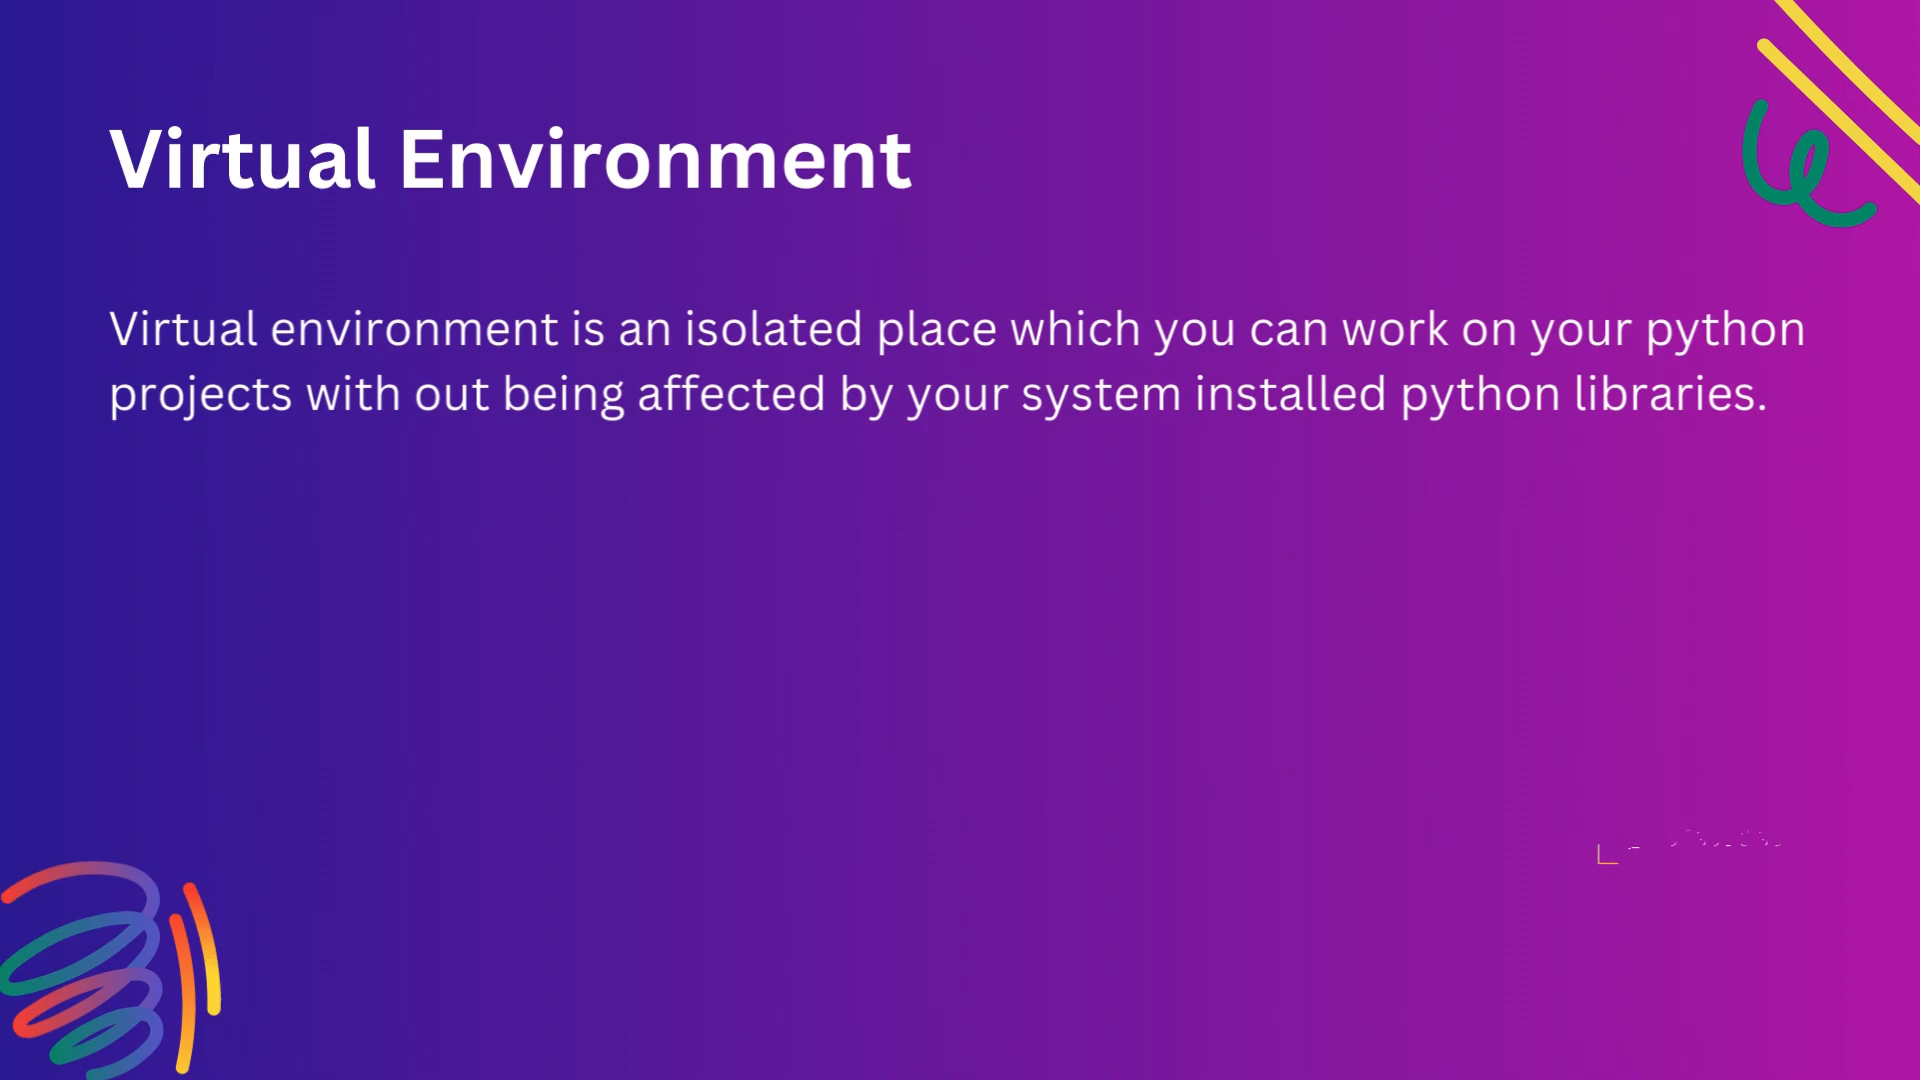 Virtual Environment
Virtual environment is an isolated place which you can work on your python
projects with out being affected by your system installed python libraries.